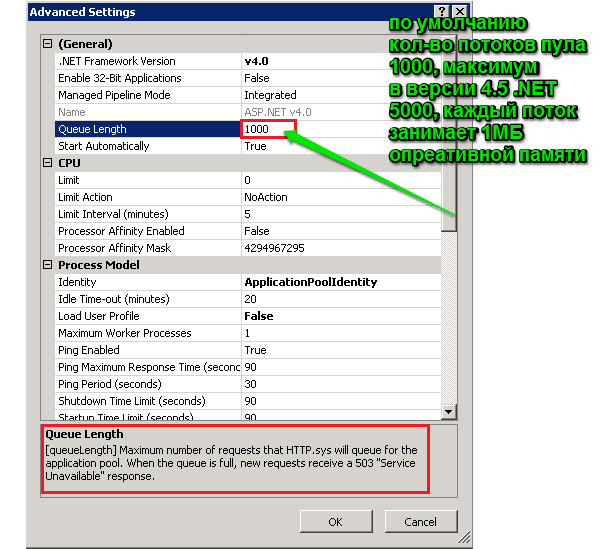 Advanced Settings
по умолчанию
кол-во потоков пула
1000, максимум
в версии 4.5 .NET
5000, каждый поток
занимает 1МБ
опреативной памяти
(General)
.NET Framework Version v4.0
Enable 32-Bit Applications False
Managed Pipeline Mode Integrated
Name ASP.NET v4.0
Queue Length 1000
Start Automatically True
CPU
Limit 0
Limit Action NoAction
Limit Interval (minutes) 5
Processor Affinity Enabled False
Processor Affinity Mask 4294967295
Process Model
Identity ApplicationPoolIdentity
Idle Time-out (minutes) 20
Load User Profile False
Maximum Worker Processes 1
Ping Enabled True
Ping Maximum Response Time (second 90
Ping Period (seconds) 30
Shutdown Time Limit (seconds) 90
Startup Time Limit (seconds) 90
Queue Length
[queueLength] Maximum number of requests that HTTP.sys will queue for the
application pool. When the queue is full, new requests receive a 503 "Service
Unavailable" response.
OK Cancel